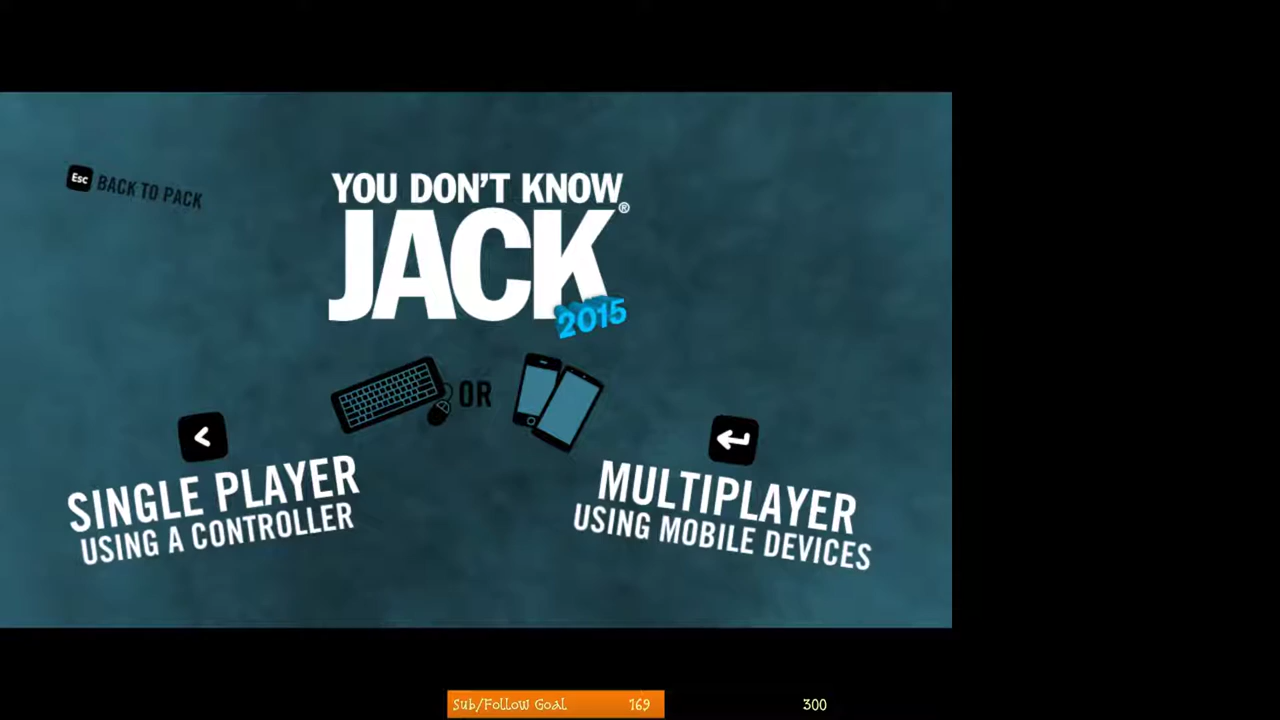 Esc BACK TO PACK
YOU DON'T KNOW
JACK®
2015
OR
<
SINGLE PLAYER
USING A CONTROLLER
MULTIPLAYER
USING MOBILE DEVICES
Sub/Follow Goal 169 300